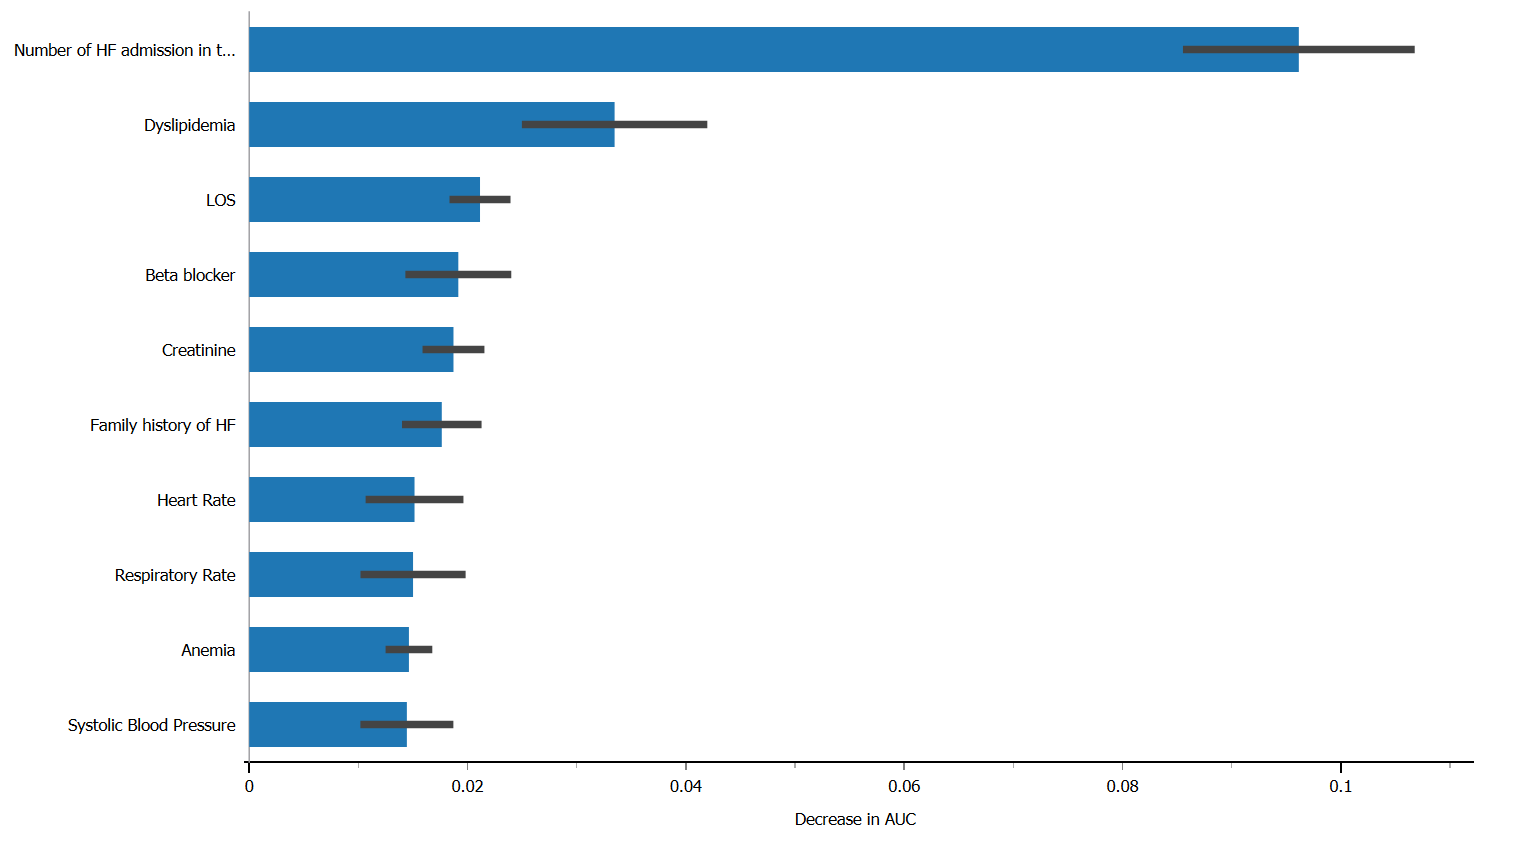 Number of HF admission in t...
Dyslipidemia
LOS
Beta blocker
Creatinine
Family history of HF
Heart Rate
Respiratory Rate
Anemia
Systolic Blood Pressure
0 0.02 0.04 0.06 0.08 0.1
Decrease in AUC